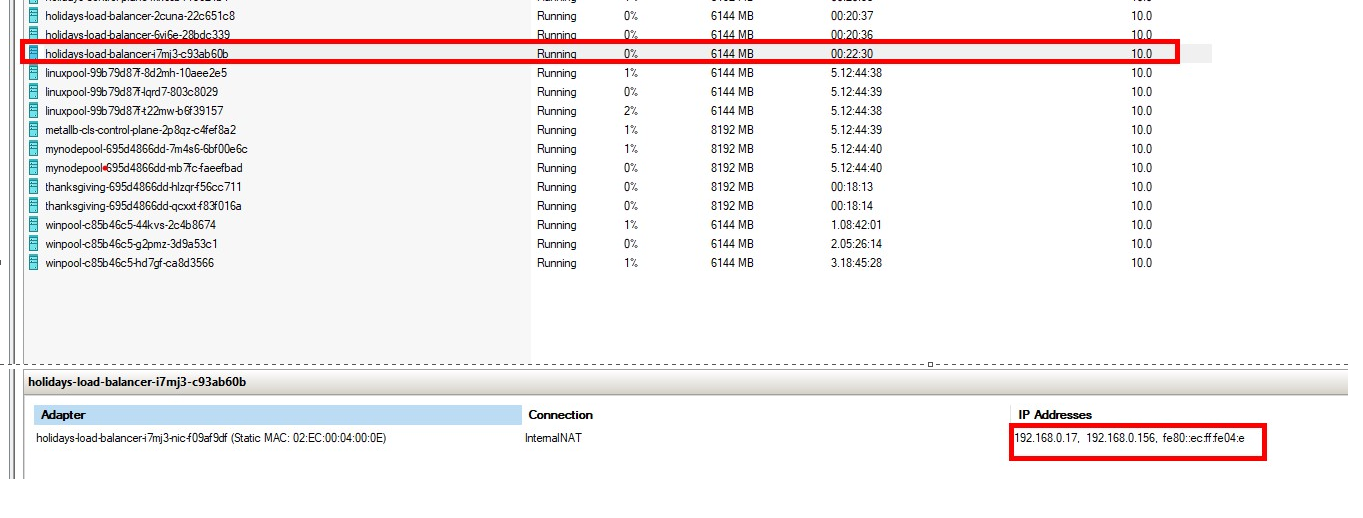 holidays-load-balancer-2cuna-22c651c8 Running 0% 6144 MB 00:20:37 10.0
holidays-load-balancer-6vi6e-28bdc339 Running 0% 6144 MB 00:20:36 10.0
holidays-load-balancer-i7mj3-c93ab60b Running 0% 6144 MB 00:22:30 10.0
linuxpool-99b79d87f-8d2mh-10aee2e5 Running 1% 6144 MB 5.12:44:38 10.0
linuxpool-99b79d87f-lqrd7-803c8029 Running 0% 6144 MB 5.12:44:39 10.0
linuxpool-99b79d87f-t22mw-b6f39157 Running 2% 6144 MB 5.12:44:38 10.0
metallb-cls-control-plane-2p8qz-c4fef8a2 Running 1% 8192 MB 5.12:44:39 10.0
mynodepool-695d4866dd-7m4s6-6bf00e6c Running 1% 8192 MB 5.12:44:40 10.0
mynodepool-695d4866dd-mb7fc-faeefbad Running 0% 8192 MB 5.12:44:40 10.0
thanksgiving-695d4866dd-hlzqr-f56cc711 Running 0% 8192 MB 00:18:13 10.0
thanksgiving-695d4866dd-qcxxt-f83f016a Running 0% 8192 MB 00:18:14 10.0
winpool-c85b46c5-44kvs-2c4b8674 Running 1% 6144 MB 1.08:42:01 10.0
winpool-c85b46c5-g2pmz-3d9a53c1 Running 0% 6144 MB 2.05:26:14 10.0
winpool-c85b46c5-hd7gf-ca8d3566 Running 1% 6144 MB 3.18:45:28 10.0
holidays-load-balancer-i7mj3-c93ab60b
Adapter Connection IP Addresses
holidays-load-balancer-i7mj3-nic-f09af9df (Static MAC: 02:EC:00:04:00:0E) InternalNAT 192.168.0.17, 192.168.0.156, fe80::ec:ff:fe04:e